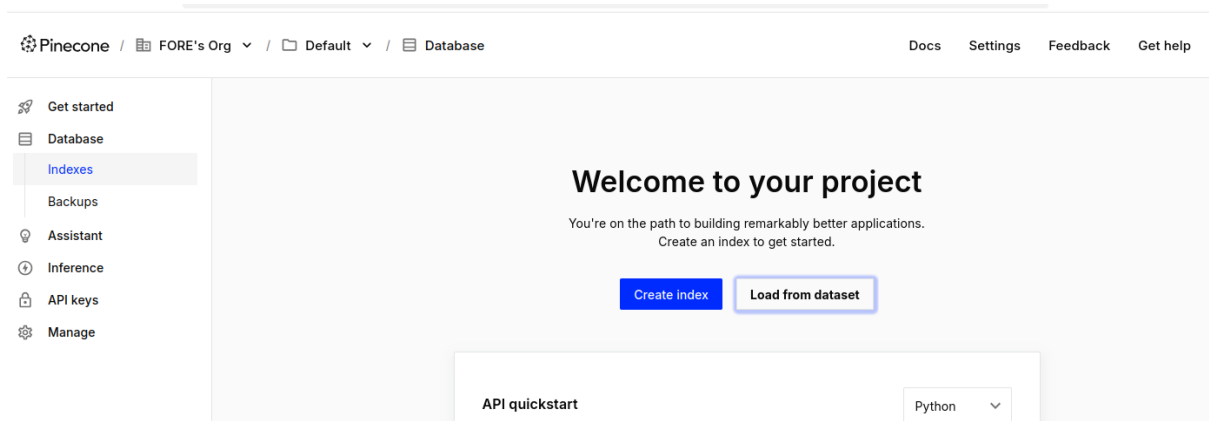 Pinecone / FORE's Org / Default / Database
Docs Settings Feedback Get help
Get started
Database
Indexes
Backups
Assistant
Inference
API keys
Manage
Welcome to your project
You're on the path to building remarkably better applications.
Create an index to get started.
Create index Load from dataset
API quickstart Python